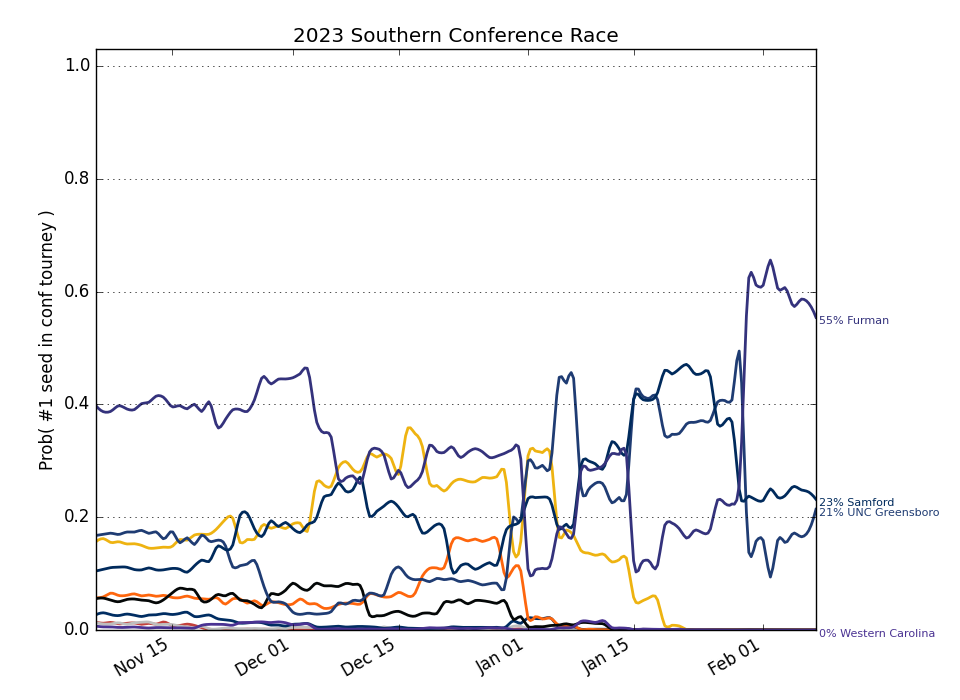 2023 Southern Conference Race
Prob( #1 seed in conf tourney )
1.0
0.8
0.6
0.4
0.2
0.0
55% Furman
23% Samford
21% UNC Greensboro
0% Western Carolina
Nov 15
Dec 01
Dec 15
Jan 01
Jan 15
Feb 01